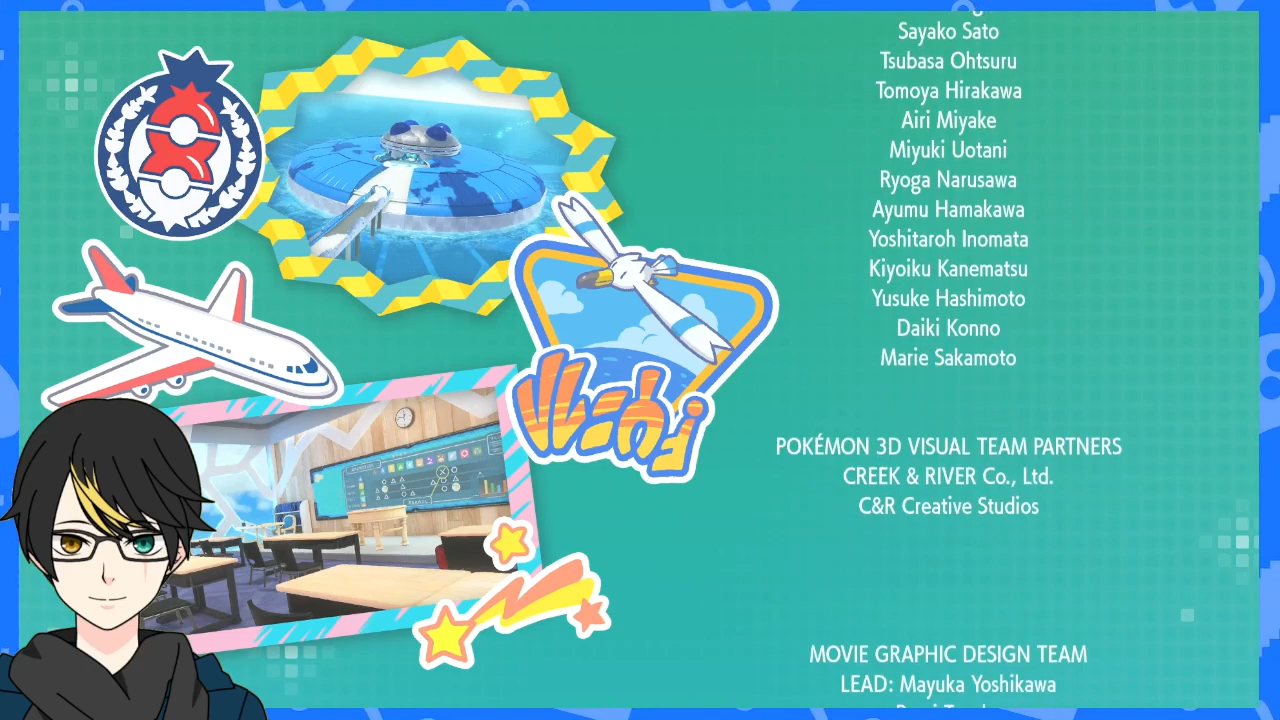 Sayako Sato
Tsubasa Ohtsuru
Tomoya Hirakawa
Airi Miyake
Miyuki Uotani
Ryoga Narusawa
Ayumu Hamakawa
Yoshitaroh Inomata
Kiyoiku Kanematsu
Yusuke Hashimoto
Daiki Konno
Marie Sakamoto
POKÉMON 3D VISUAL TEAM PARTNERS
CREEK & RIVER Co., Ltd.
C&R Creative Studios
MOVIE GRAPHIC DESIGN TEAM
LEAD: Mayuka Yoshikawa